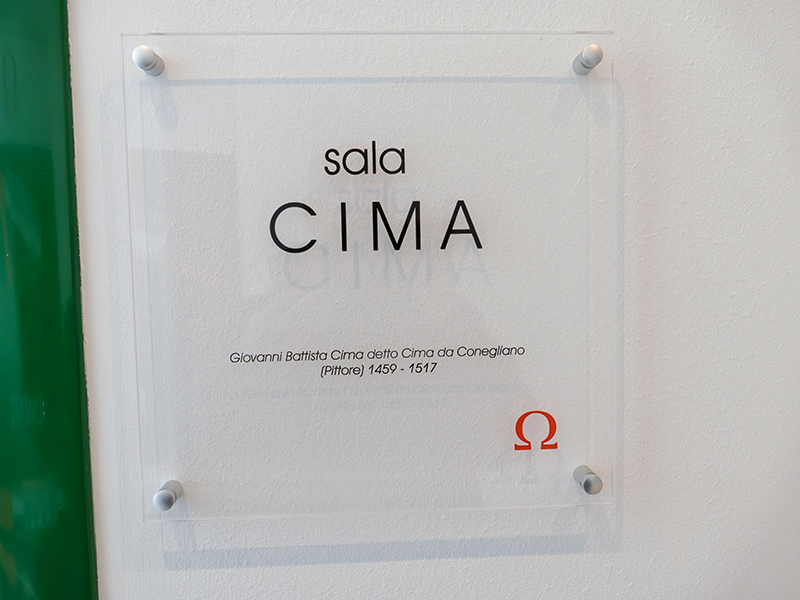 sala
CIMA
Giovanni Battista Cima detto Cima da Conegliano
(Pittore) 1459 - 1517
Ω